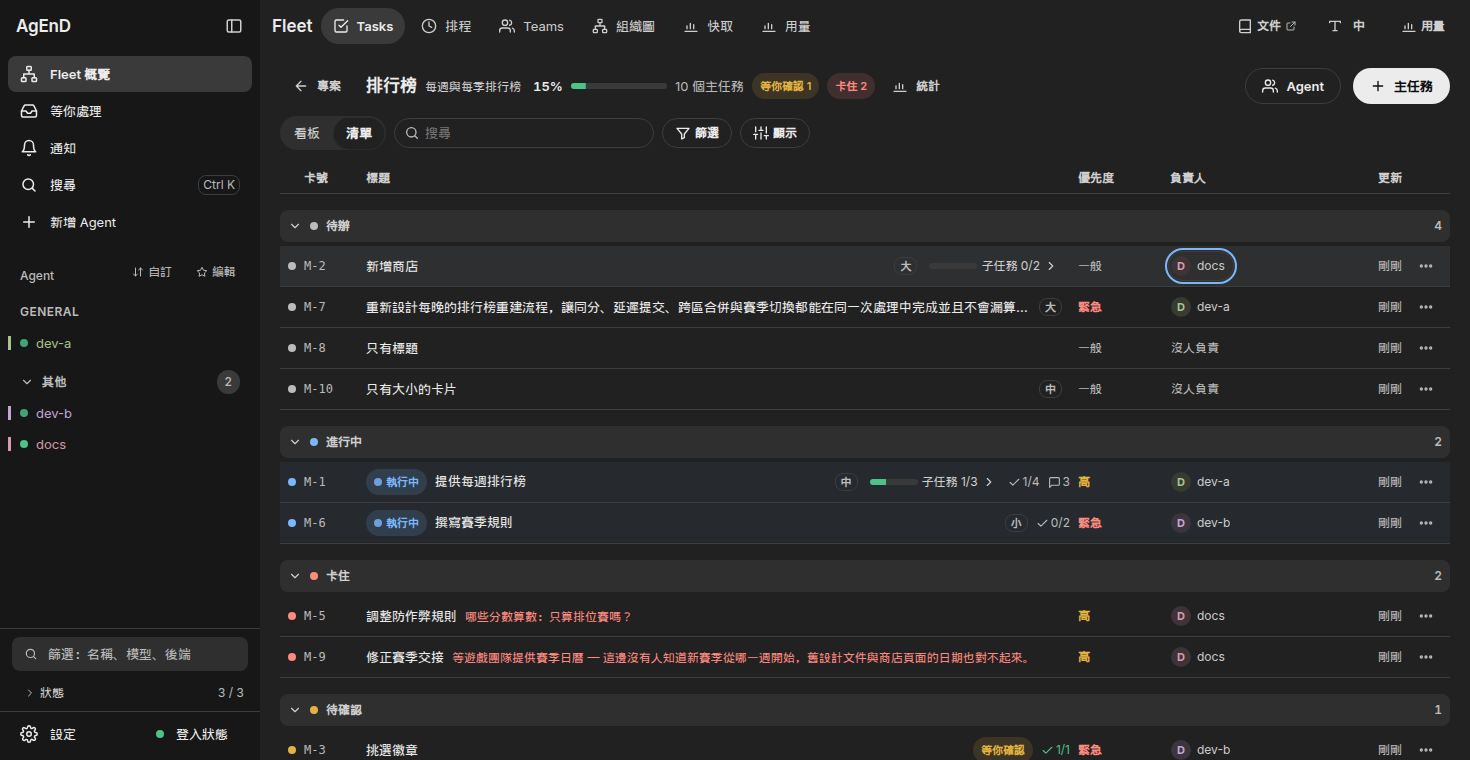 AgEnD
Fleet 概覽
等你處理
通知
搜尋 Ctrl K
新增 Agent
Agent 自訂 編輯
GENERAL
dev-a
其他 2
dev-b
docs
篩選：名稱、模型、後端
狀態 3 / 3
設定 登入狀態
Fleet Tasks 排程 Teams 組織圖 快取 用量 文件 中 用量
專案 排行榜 每週與每季排行榜 15% 10 個主任務 等你確認 1 卡住 2 統計 Agent 主任務
看板 清單 搜尋 篩選 顯示
卡號 標題 優先度 負責人 更新
待辦 4
M-2 新增商店 大 子任務 0/2 一般 D docs 剛剛
M-7 重新設計每晚的排行榜重建流程，讓同分、延遲提交、跨區合併與賽季切換都能在同一次處理中完成並且不會漏算... 大 緊急 D dev-a 剛剛
M-8 只有標題 一般 沒人負責 剛剛
M-10 只有大小的卡片 中 一般 沒人負責 剛剛
進行中 2
M-1 執行中 提供每週排行榜 中 子任務 1/3 1/4 3 高 D dev-a 剛剛
M-6 執行中 撰寫賽季規則 小 0/2 緊急 D dev-b 剛剛
卡住 2
M-5 調整防作弊規則 哪些分數算數：只算排位賽嗎？ 高 D docs 剛剛
M-9 修正賽季交接 等遊戲團隊提供賽季日曆 — 這邊沒有人知道新賽季從哪一週開始，舊設計文件與商店頁面的日期也對不起來。 高 D docs 剛剛
待確認 1
M-3 挑選徽章 等你確認 1/1 緊急 D dev-b 剛剛